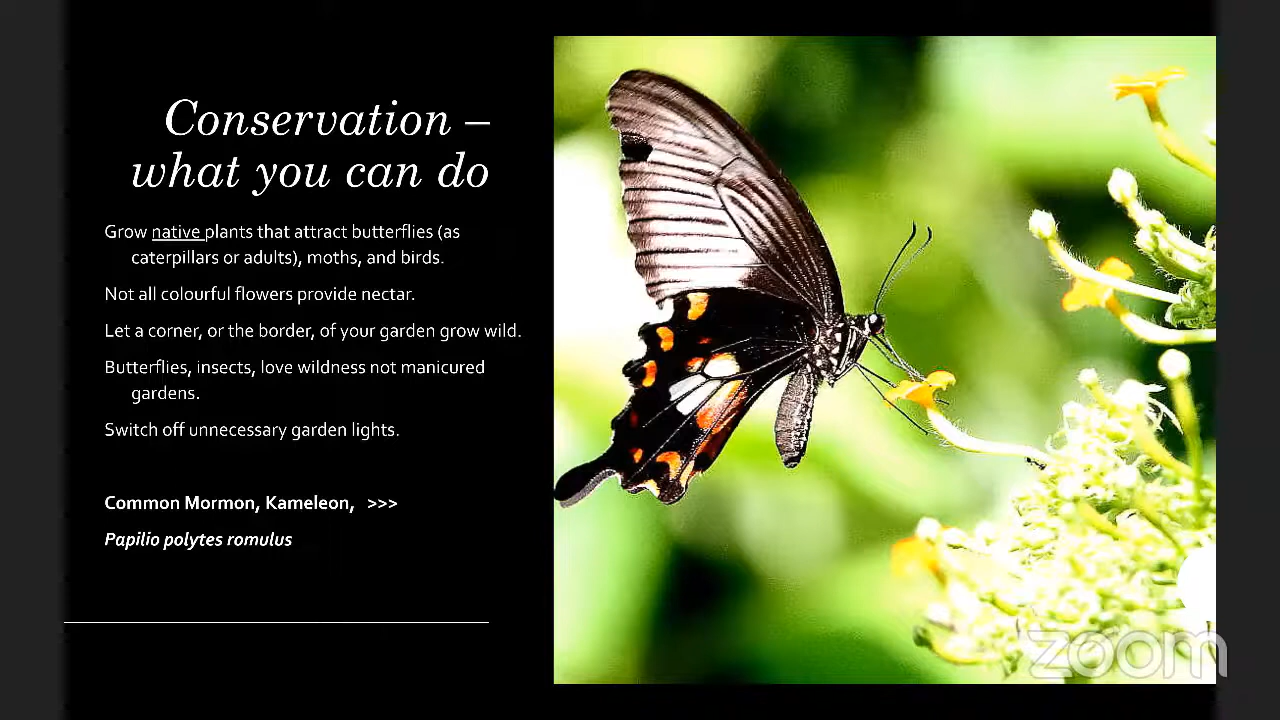 Conservation –
what you can do
Grow native plants that attract butterflies (as
caterpillars or adults), moths, and birds.
Not all colourful flowers provide nectar.
Let a corner, or the border, of your garden grow wild.
Butterflies, insects, love wildness not manicured
gardens.
Switch off unnecessary garden lights.
Common Mormon, Kameleon, >>>
Papilio polytes romulus
zoom